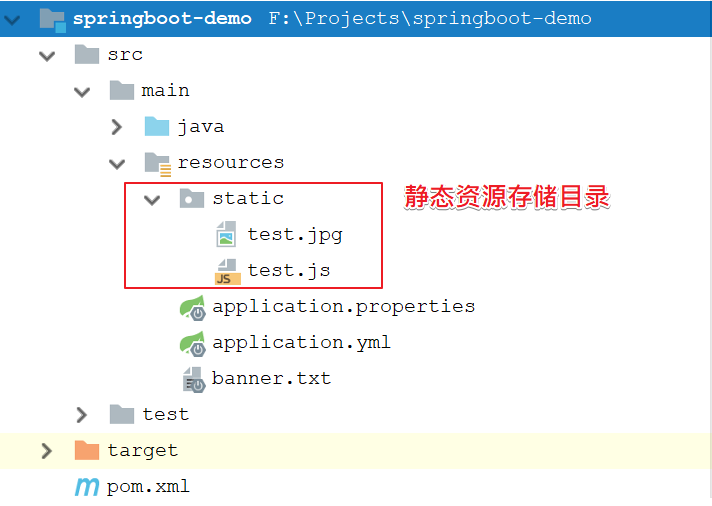 springboot-demo F:\Projects\springboot-demo
src
main
java
resources
static
静态资源存储目录
test.jpg
JS test.js
application.properties
application.yml
banner.txt
test
target
m pom.xml